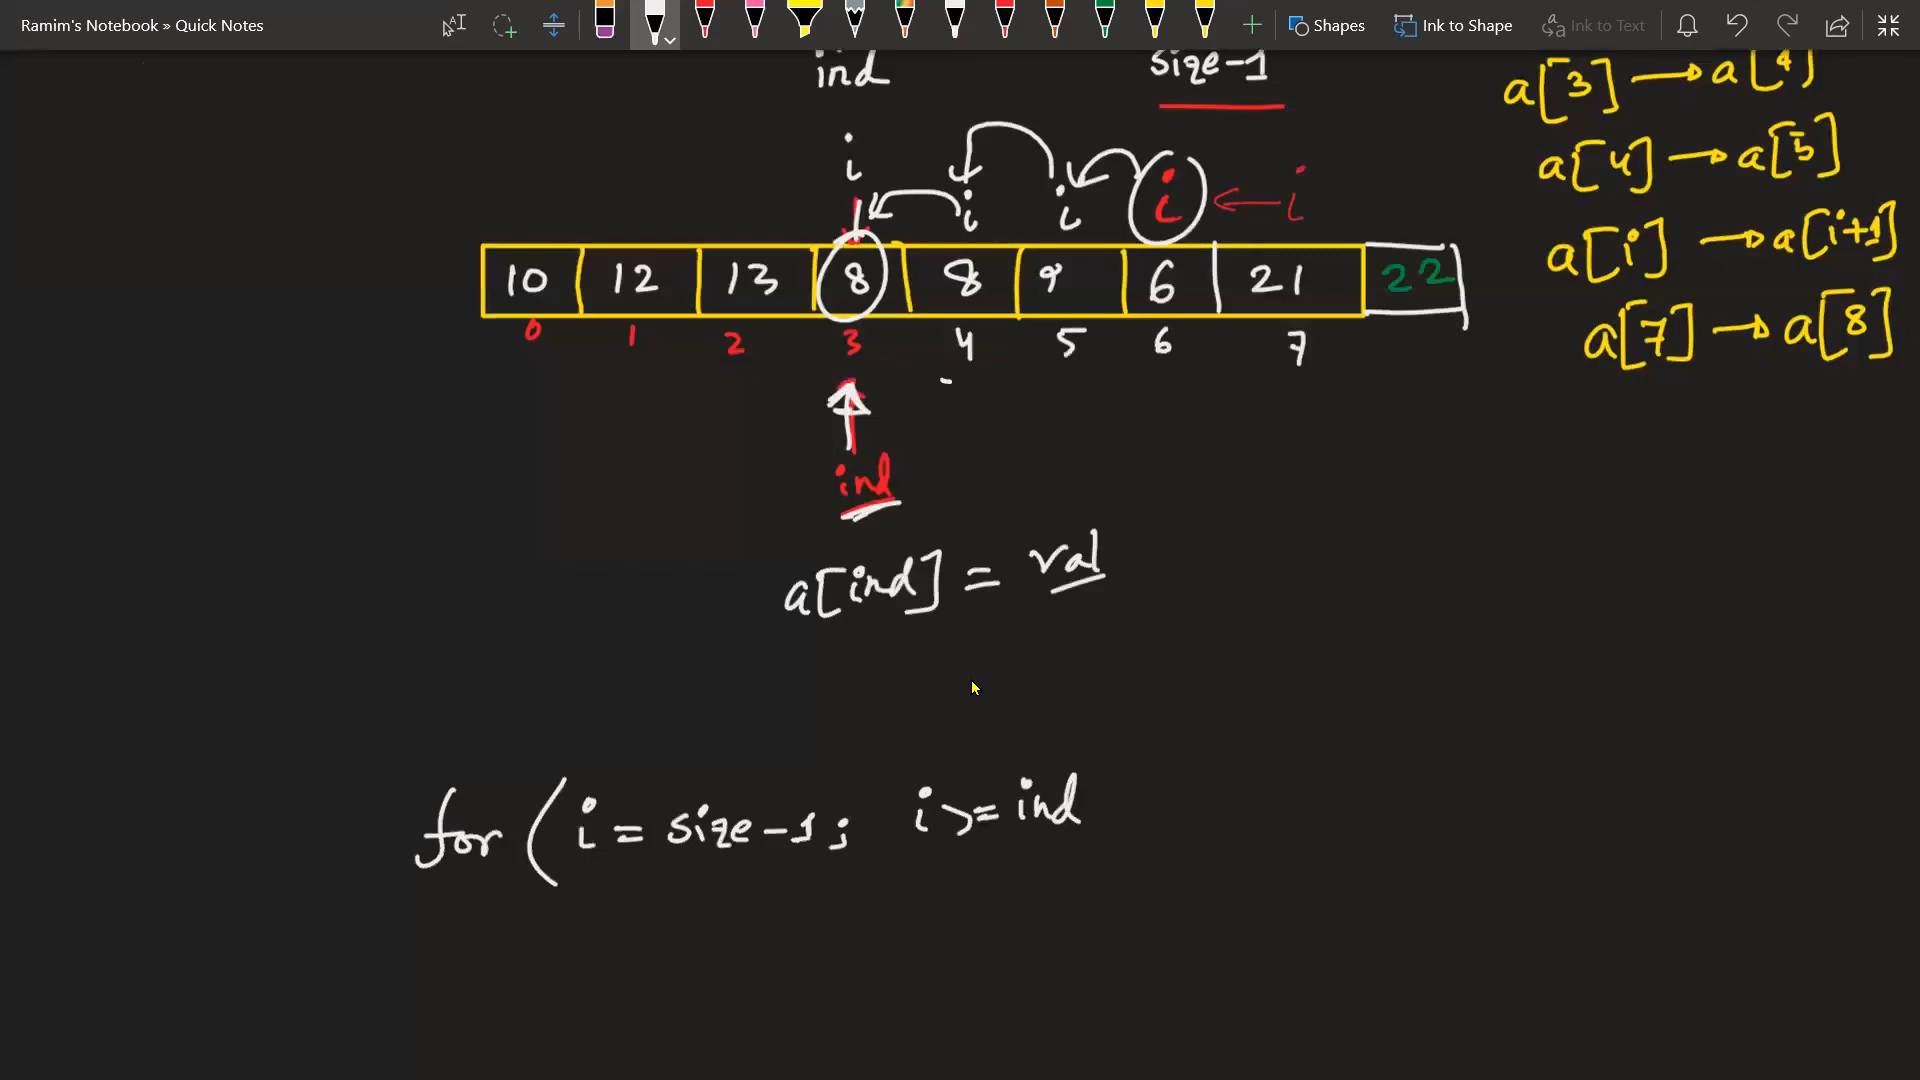 Ramim's Notebook » Quick Notes
Shapes
Ink to Shape
Ink to Text
ind
size-1
a[3] → a[4]
a[4] → a[5]
a[i] → a[i+1]
a[7] → a[8]
i
i i i ← i
10 12 13 8 8 9 6 21 22
0 1 2 3 4 5 6 7
ind
a[ind] = val
for ( i = size-1; i >= ind